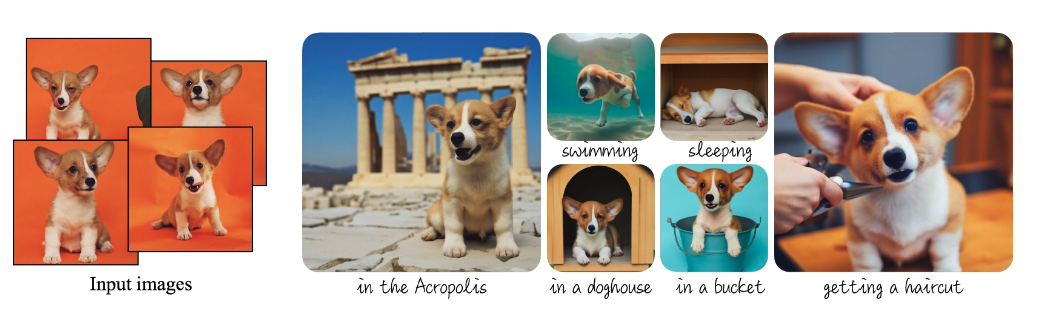 Input images
in the Acropolis
swimming
sleeping
in a doghouse
in a bucket
getting a haircut